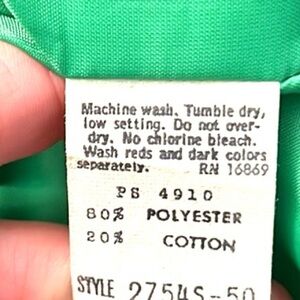 Machine wash. Tumble dry,
low setting. Do not over-
dry. No chlorine bleach.
Wash reds and dark colors
separately. RN 16869
PS 4910
80% POLYESTER
20% COTTON
STYLE 2754S-50